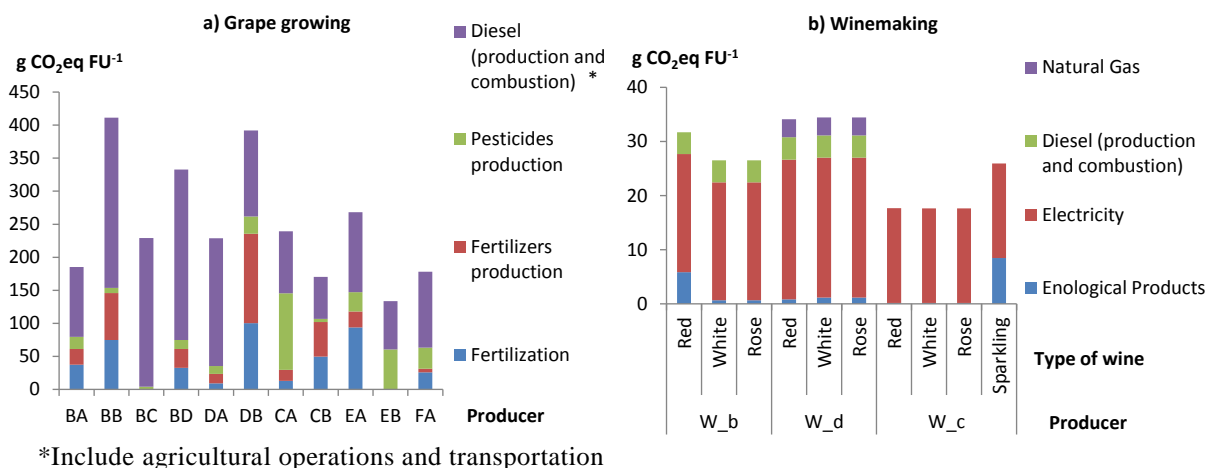 a) Grape growing
g CO₂eq FU⁻¹
450
400
350
300
250
200
150
100
50
0
BA BB BC BD DA DB CA CB EA EB FA
Producer
Diesel
(production and
combustion) *
Pesticides
production
Fertilizers
production
Fertilization
*Include agricultural operations and transportation
b) Winemaking
g CO₂eq FU⁻¹
40
30
20
10
0
Red White Rose Red White Rose Red White Rose Sparkling
Type of wine
W_b W_d W_c
Producer
Natural Gas
Diesel (production
and combustion)
Electricity
Enological Products